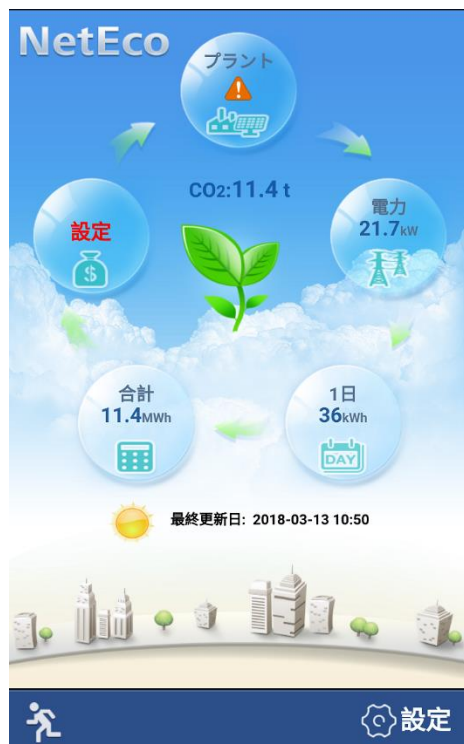 NetEco
プラント
CO2:11.4 t
設定
電力
21.7kW
合計
11.4MWh
1日
36kWh
DAY
最終更新日: 2018-03-13 10:50
設定